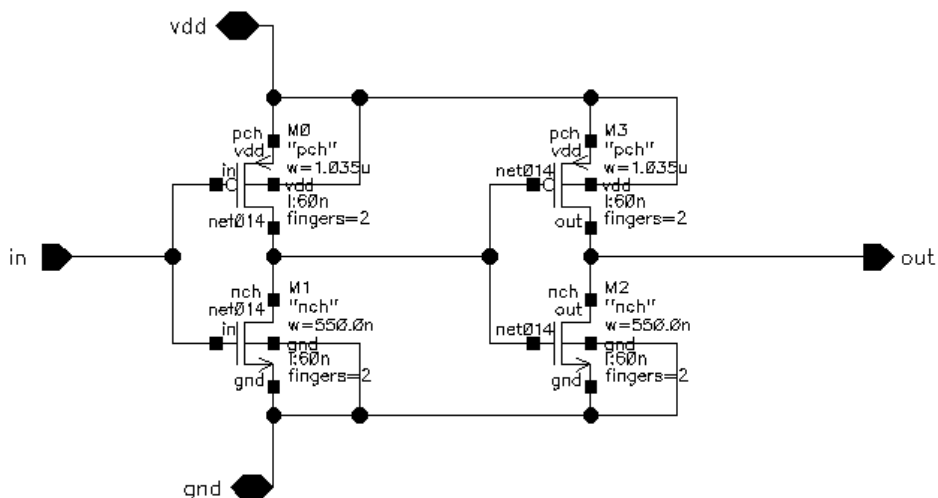 vdd
pch
vdd
in
net014
M0
"pch"
w=1.035u
vdd
l:60n
fingers=2
pch
vdd
net014
out
M3
"pch"
w=1.035u
vdd
l:60n
fingers=2
in
out
nch
net014
in
gnd
M1
"nch"
w=550.0n
gnd
l:60n
fingers=2
nch
out
net014
gnd
M2
"nch"
w=550.0n
gnd
l:60n
fingers=2
gnd